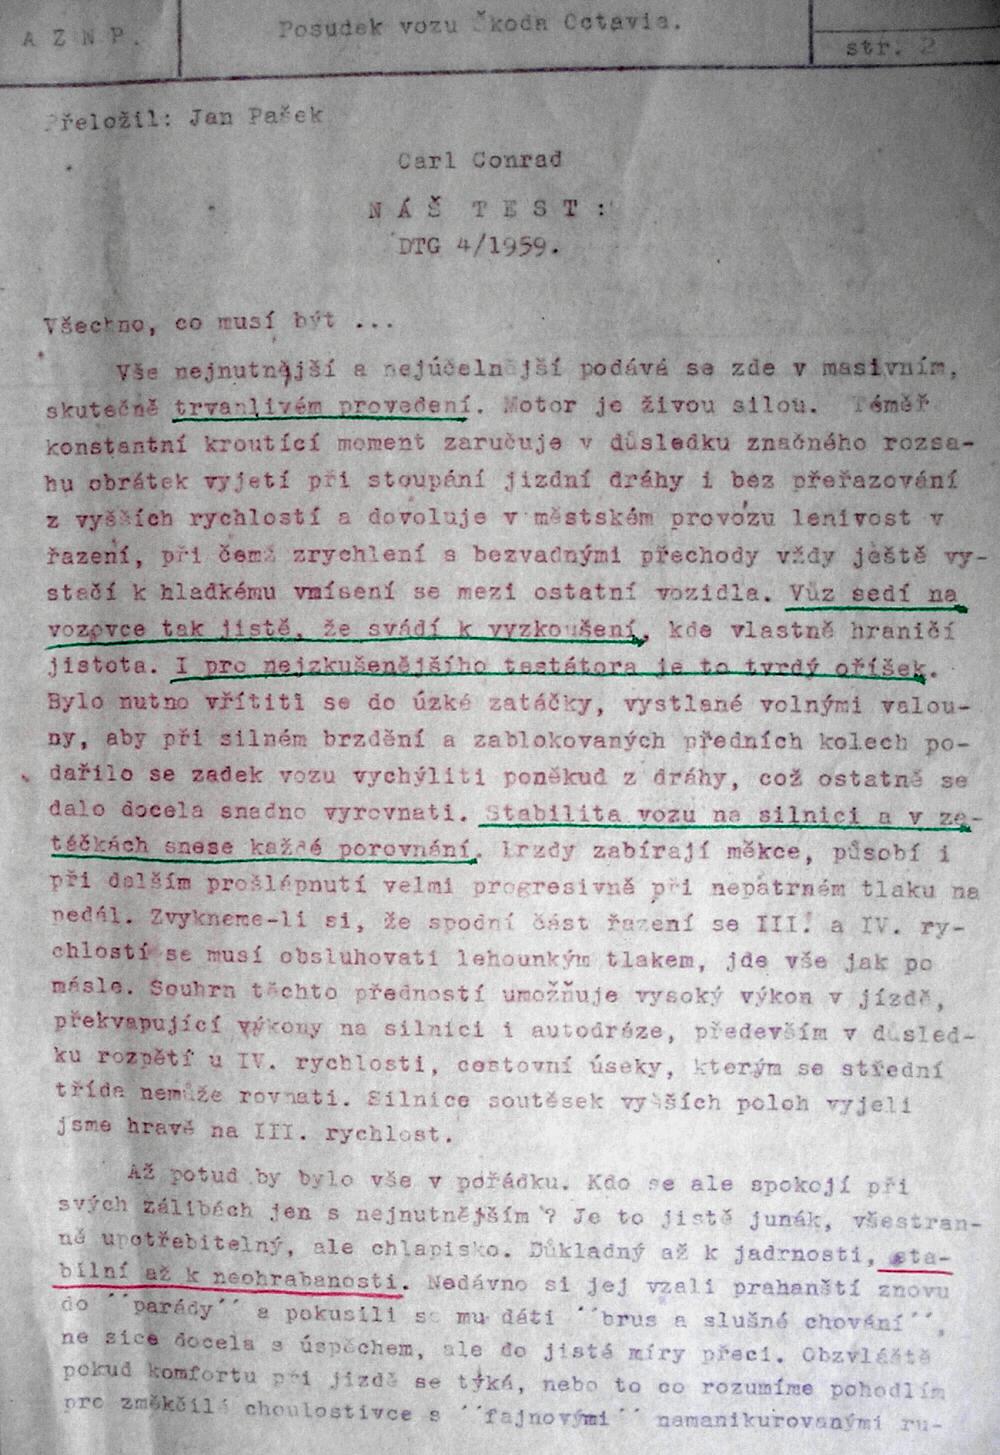 A Z N P.
Posudek vozu Škoda Octavia.
str. 2
Přeložil: Jan Pašek
Carl Conrad
N Á Š  T E S T :
DTG 4/1959.
Všechno, co musí být ...
Vše nejnutnější a nejúčelnější podává se zde v masivním,
skutečně trvanlivém provedení. Motor je živou silou. Téměř
konstantní kroutící moment zaručuje v důsledku značného rozsa-
hu obrátek vyjetí při stoupání jizdní dráhy i bez přeřazování
z vyšších rychlostí a dovoluje v městském provozu lenivost v
řazení, při čemž zrychlení s bezvadnými přechody vždy ještě vy-
stačí k hladkému vmísení se mezi ostatní vozidla. Vůz sedí na
vozovce tak jistě, že svádí k vyzkoušení, kde vlastně hraničí
jistota. I pro nejzkušenějšího testátora je to tvrdý oříšek.
Bylo nutno vřítiti se do úzké zatáčky, vystlané volnými valou-
ny, aby při silném brzdění a zablokovaných předních kolech po-
dařilo se zadek vozu vychýliti poněkud z dráhy, což ostatně se
dalo docela snadno vyrovnati. Stabilita vozu na silnici a v za-
táčkách snese každé porovnání. Brzdy zabírají měkce, působí i
při dalším prošlápnutí velmi progresivně při nepatrném tlaku na
pedál. Zvykneme-li si, že spodní část řazení se III. a IV. ry-
chlostí se musí obsluhovati lehounkým tlakem, jde vše jak po
másle. Souhrn těchto předností umožňuje vysoký výkon v jízdě,
překvapující výkony na silnici i autodráze, především v důsled-
ku rozpětí u IV. rychlosti, cestovní úseky, kterým se střední
třída nemůže rovnati. Silnice soutěsek vyšších poloh vyjeli
jsme hravě na III. rychlost.
Až potud by bylo vše v pořádku. Kdo se ale spokojí při
svých zálibách jen s nejnutnějším ? Je to jistě junák, všestran-
ně upotřebitelný, ale chlapisko. Důkladný až k jadrnosti, sta-
bilní až k neohrabanosti. Nedávno si jej vzali prahanští znovu
do ´´parády´´ a pokusili se mu dáti ´´brus a slušné chování´´,
ne sice docela s úspěchem, ale do jisté míry přeci. Obzvláště
pokud komfortu při jizdě se týká, nebo to co rozumíme pohodlím
pro změkčilé choulostivce s ´´fajnovými´´ namanikurovanými ru-